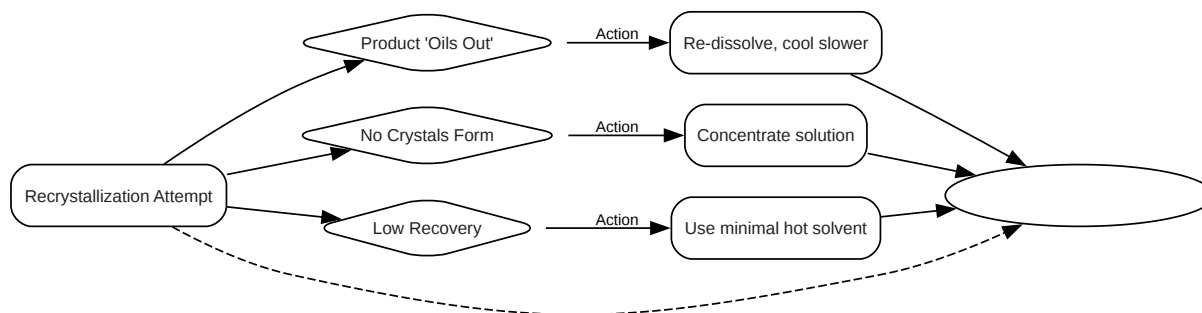 Product 'Oils Out'
Action
Re-dissolve, cool slower
No Crystals Form
Action
Concentrate solution
Recrystallization Attempt
Low Recovery
Action
Use minimal hot solvent